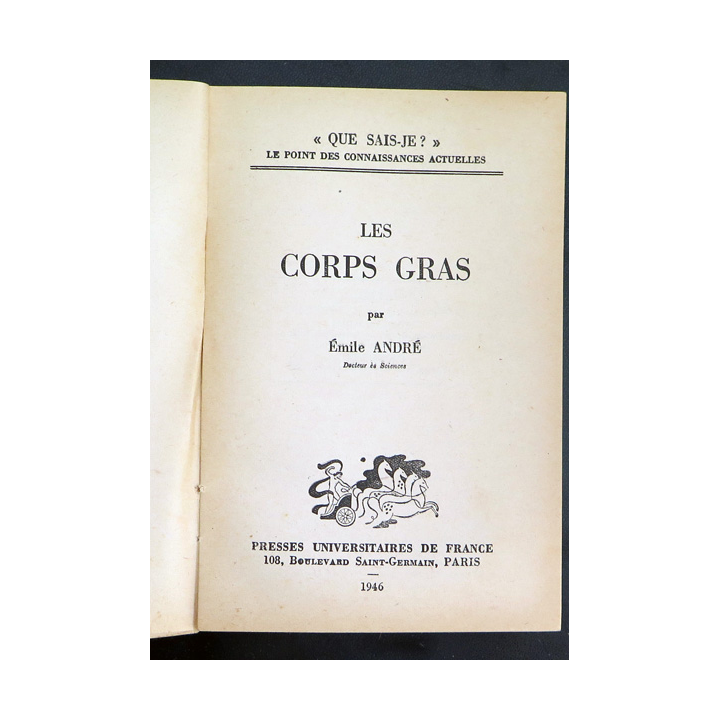 « QUE SAIS-JE ? »
LE POINT DES CONNAISSANCES ACTUELLES
LES
CORPS GRAS
par
Émile ANDRÉ
Docteur ès Sciences
PRESSES UNIVERSITAIRES DE FRANCE
108, BOULEVARD SAINT-GERMAIN, PARIS
—
1946